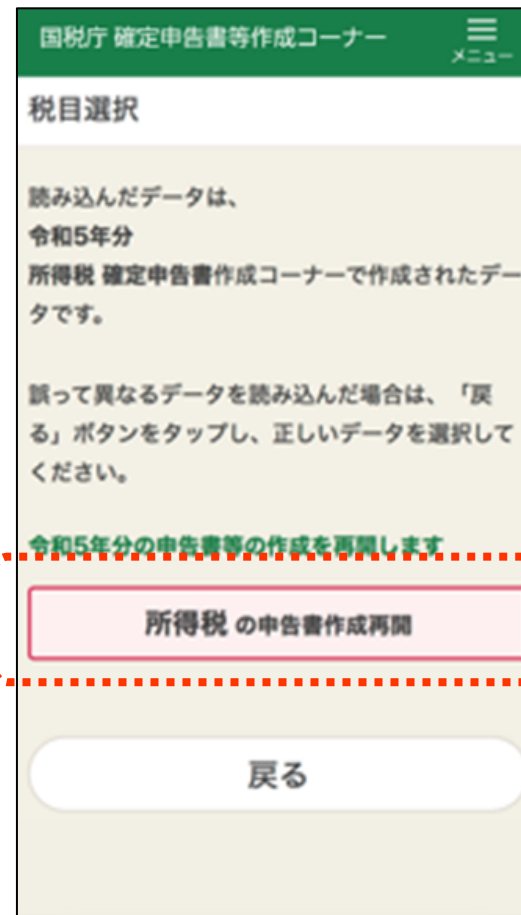 国税庁 確定申告書等作成コーナー
メニュー
税目選択
読み込んだデータは、
令和5年分
所得税 確定申告書作成コーナーで作成されたデー
タです。
誤って異なるデータを読み込んだ場合は、「戻
る」ボタンをタップし、正しいデータを選択して
ください。
令和5年分の申告書等の作成を再開します
所得税 の申告書作成再開
戻る